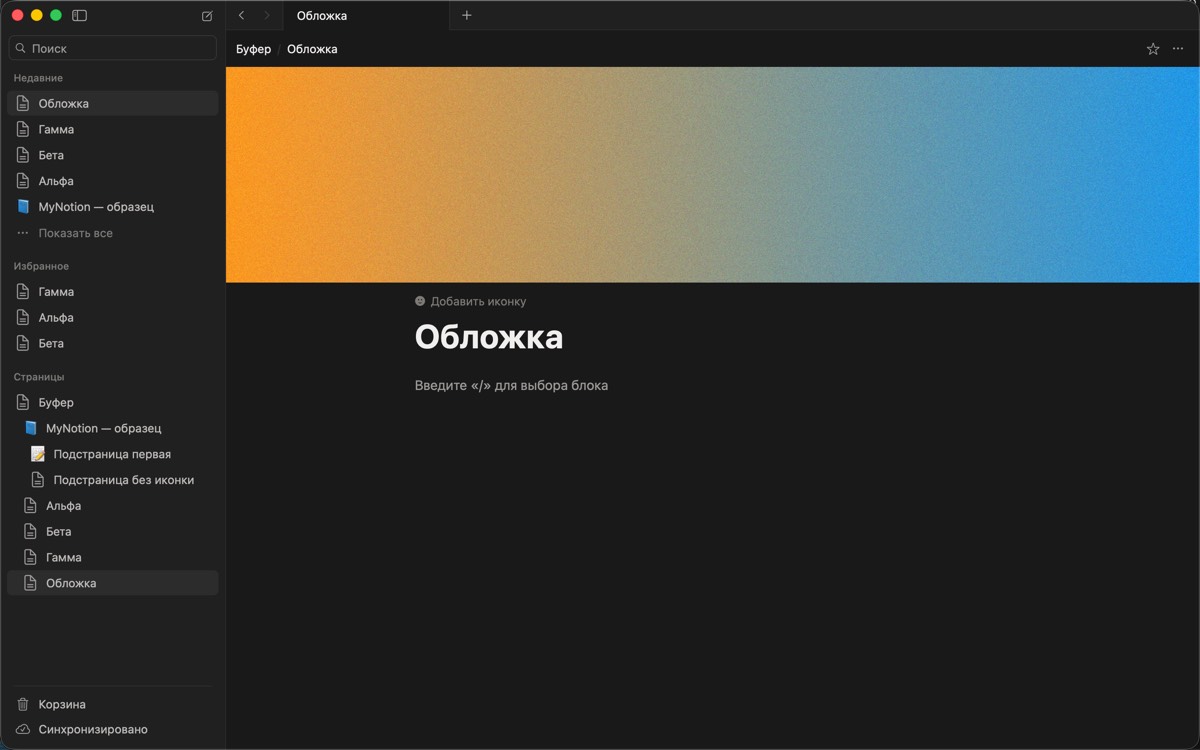 Обложка
Поиск
Буфер / Обложка
Недавние
Обложка
Гамма
Бета
Альфа
MyNotion — образец
Показать все
Избранное
Гамма
Альфа
Бета
Страницы
Буфер
MyNotion — образец
Подстраница первая
Подстраница без иконки
Альфа
Бета
Гамма
Обложка
Корзина
Синхронизировано
Добавить иконку
Обложка
Введите «/» для выбора блока